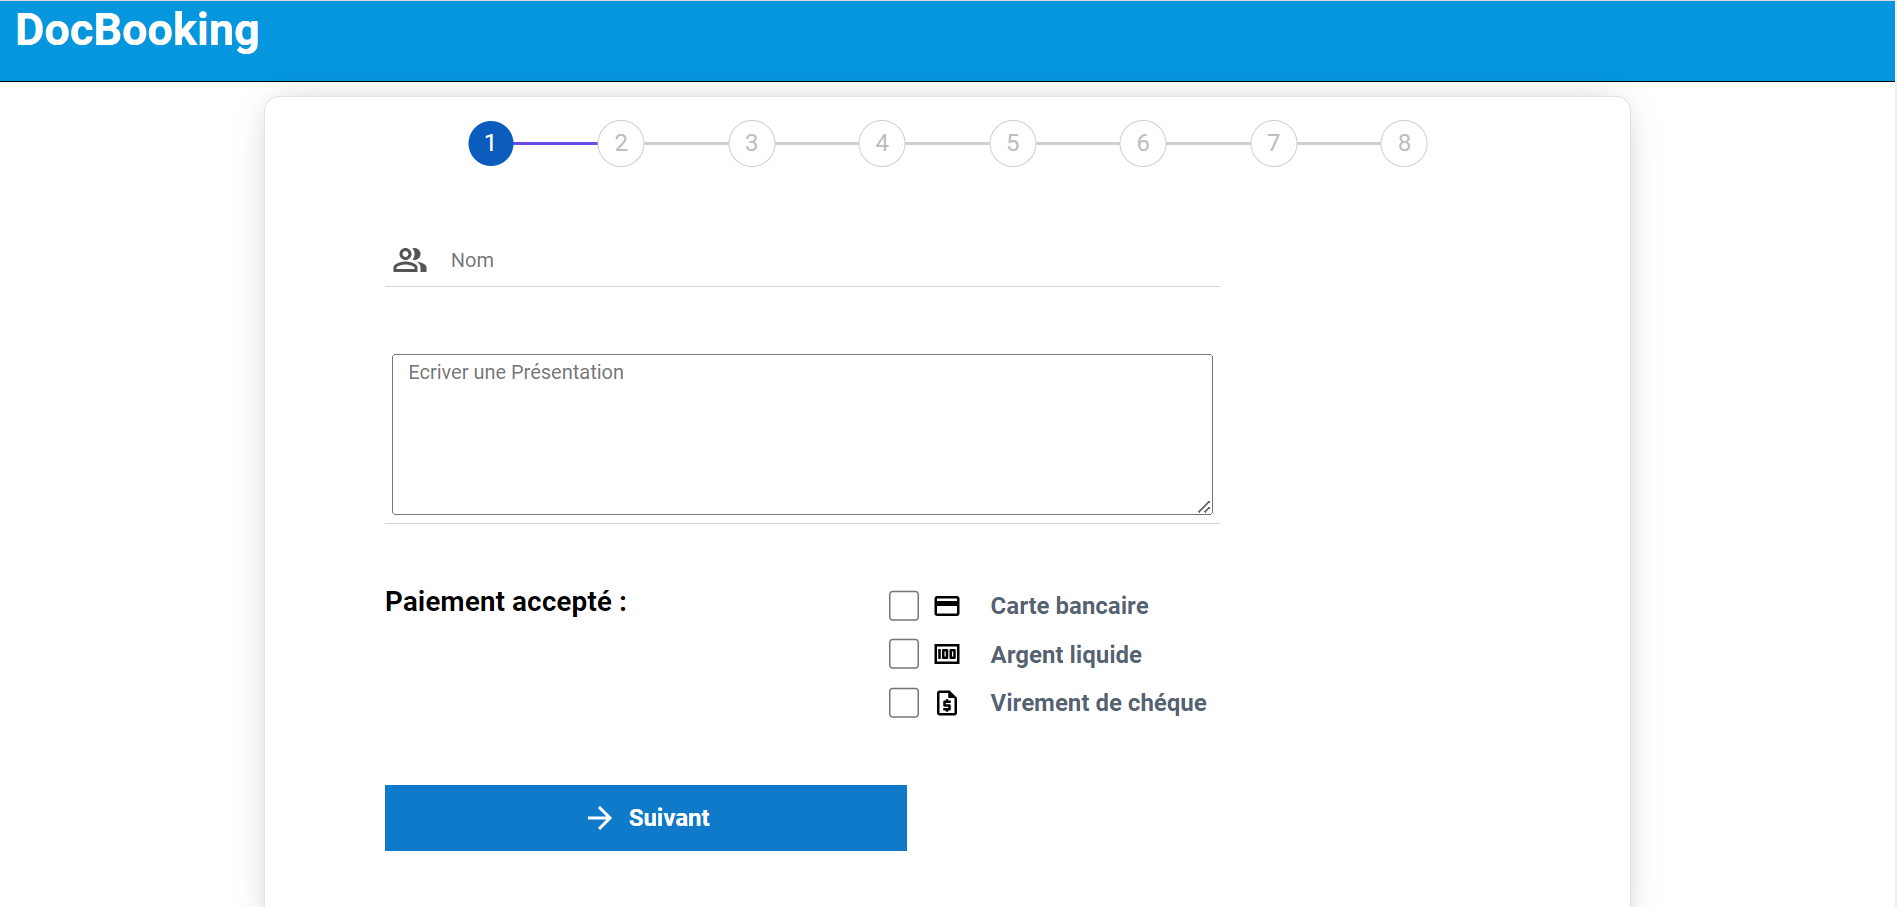 DocBooking
1 2 3 4 5 6 7 8
Nom
Ecriver une Présentation
Paiement accepté :
Carte bancaire
100 Argent liquide
$ Virement de chéque
Suivant